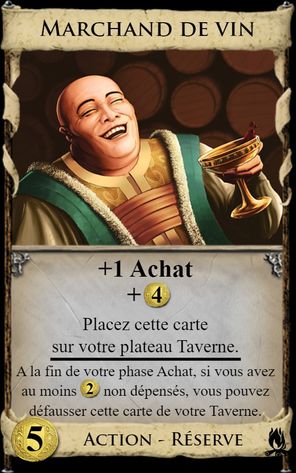 MARCHAND DE VIN
+1 Achat
+ 4
Placez cette carte
sur votre plateau Taverne.
A la fin de votre phase Achat, si vous avez
au moins 2 non dépensés, vous pouvez
défausser cette carte de votre Taverne.
5 ACTION - RÉSERVE